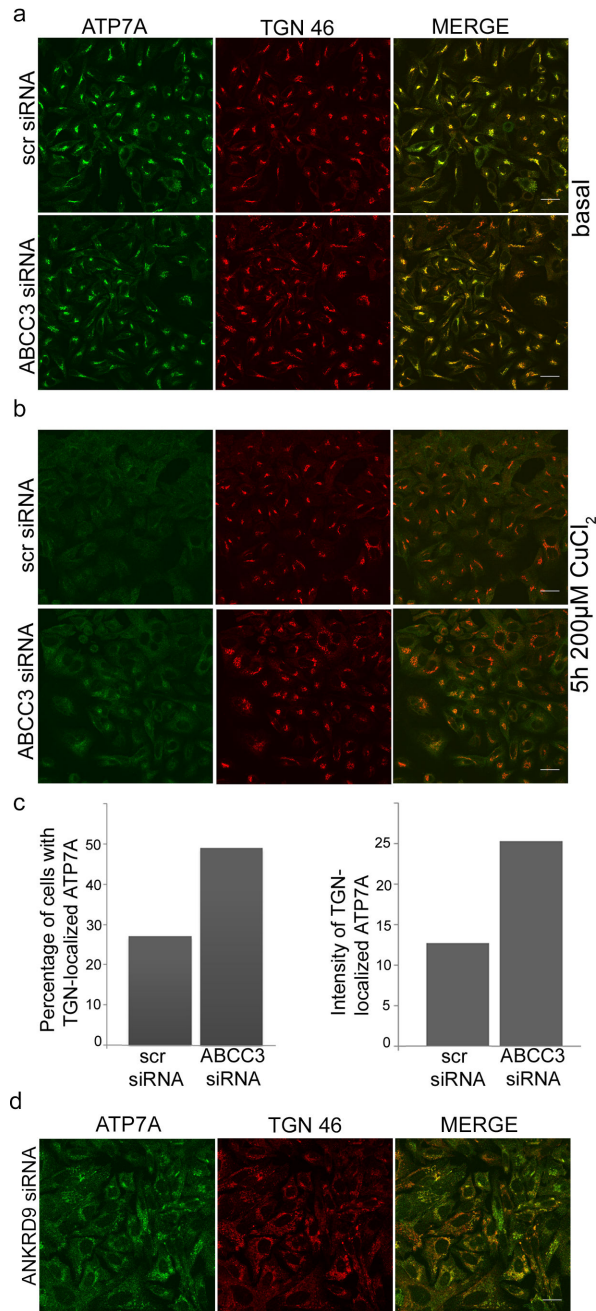 a
ATP7A TGN 46 MERGE
scr siRNA
basal
ABCC3 siRNA
b
scr siRNA
5h 200µM CuCl₂
ABCC3 siRNA
c
Percentage of cells with
TGN-localized ATP7A
50
40
30
20
10
0
scr
siRNA
ABCC3
siRNA
Intensity of TGN-
localized ATP7A
25
20
15
10
5
0
scr
siRNA
ABCC3
siRNA
d
ATP7A TGN 46 MERGE
ANKRD9 siRNA